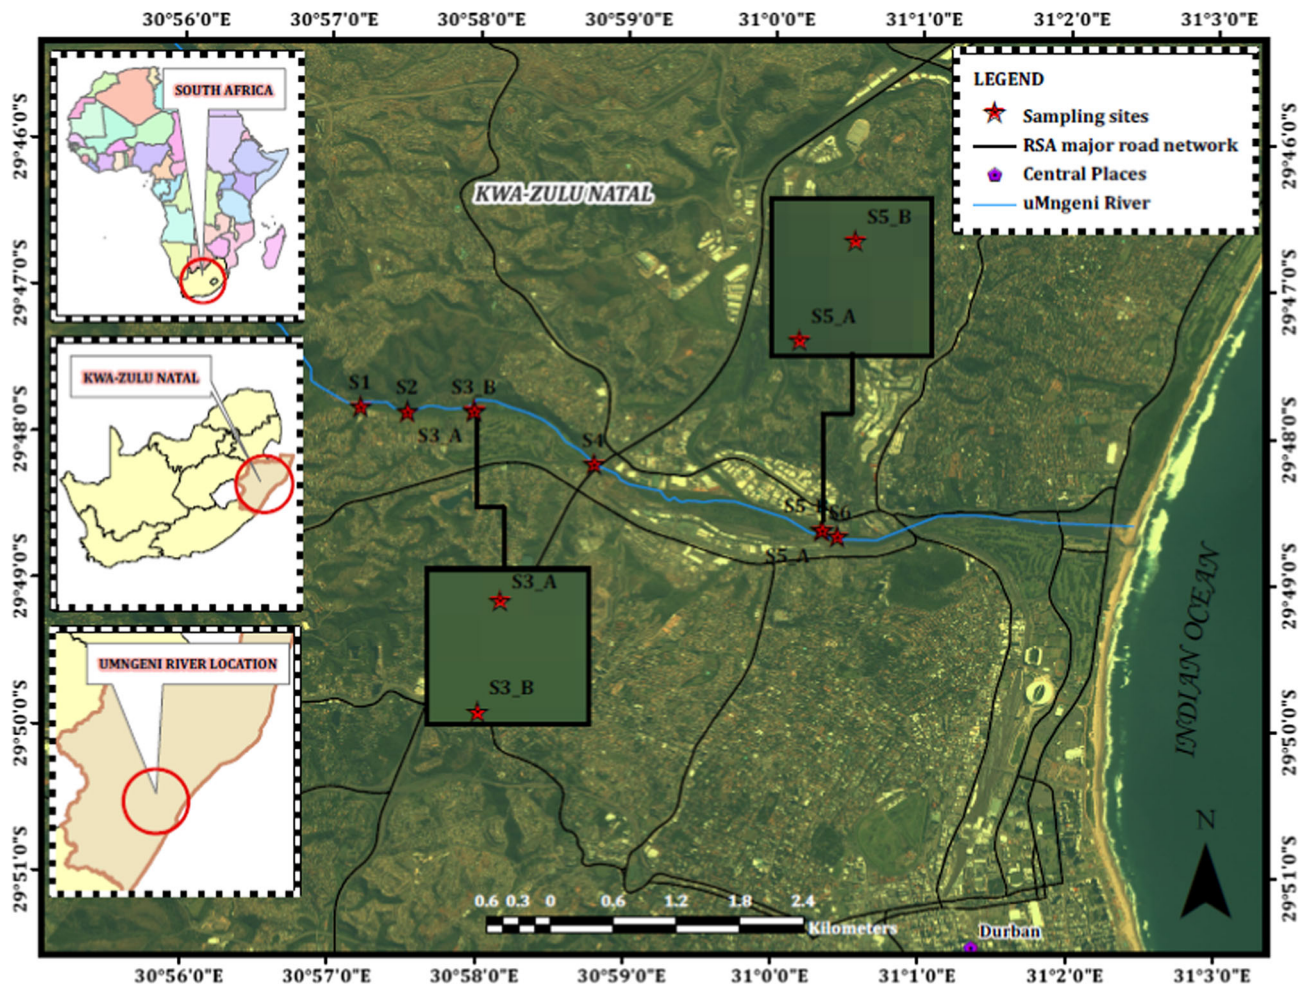 30°56'0"E 30°57'0"E 30°58'0"E 30°59'0"E 31°0'0"E 31°1'0"E 31°2'0"E 31°3'0"E
29°46'0"S
29°47'0"S
29°48'0"S
29°49'0"S
29°50'0"S
29°51'0"S
SOUTH AFRICA
KWA-ZULU NATAL
UMNGENI RIVER LOCATION
KWA-ZULU NATAL
LEGEND
Sampling sites
RSA major road network
Central Places
uMngeni River
S5_B
S5_A
S1
S2
S3_B
S3_A
S4
S6
S5_A
S3_A
S3_B
INDIAN OCEAN
N
0.6 0.3 0 0.6 1.2 1.8 2.4
Kilometers
Durban
29°46'0"S
29°47'0"S
29°48'0"S
29°49'0"S
29°50'0"S
29°51'0"S
30°56'0"E 30°57'0"E 30°58'0"E 30°59'0"E 31°0'0"E 31°1'0"E 31°2'0"E 31°3'0"E